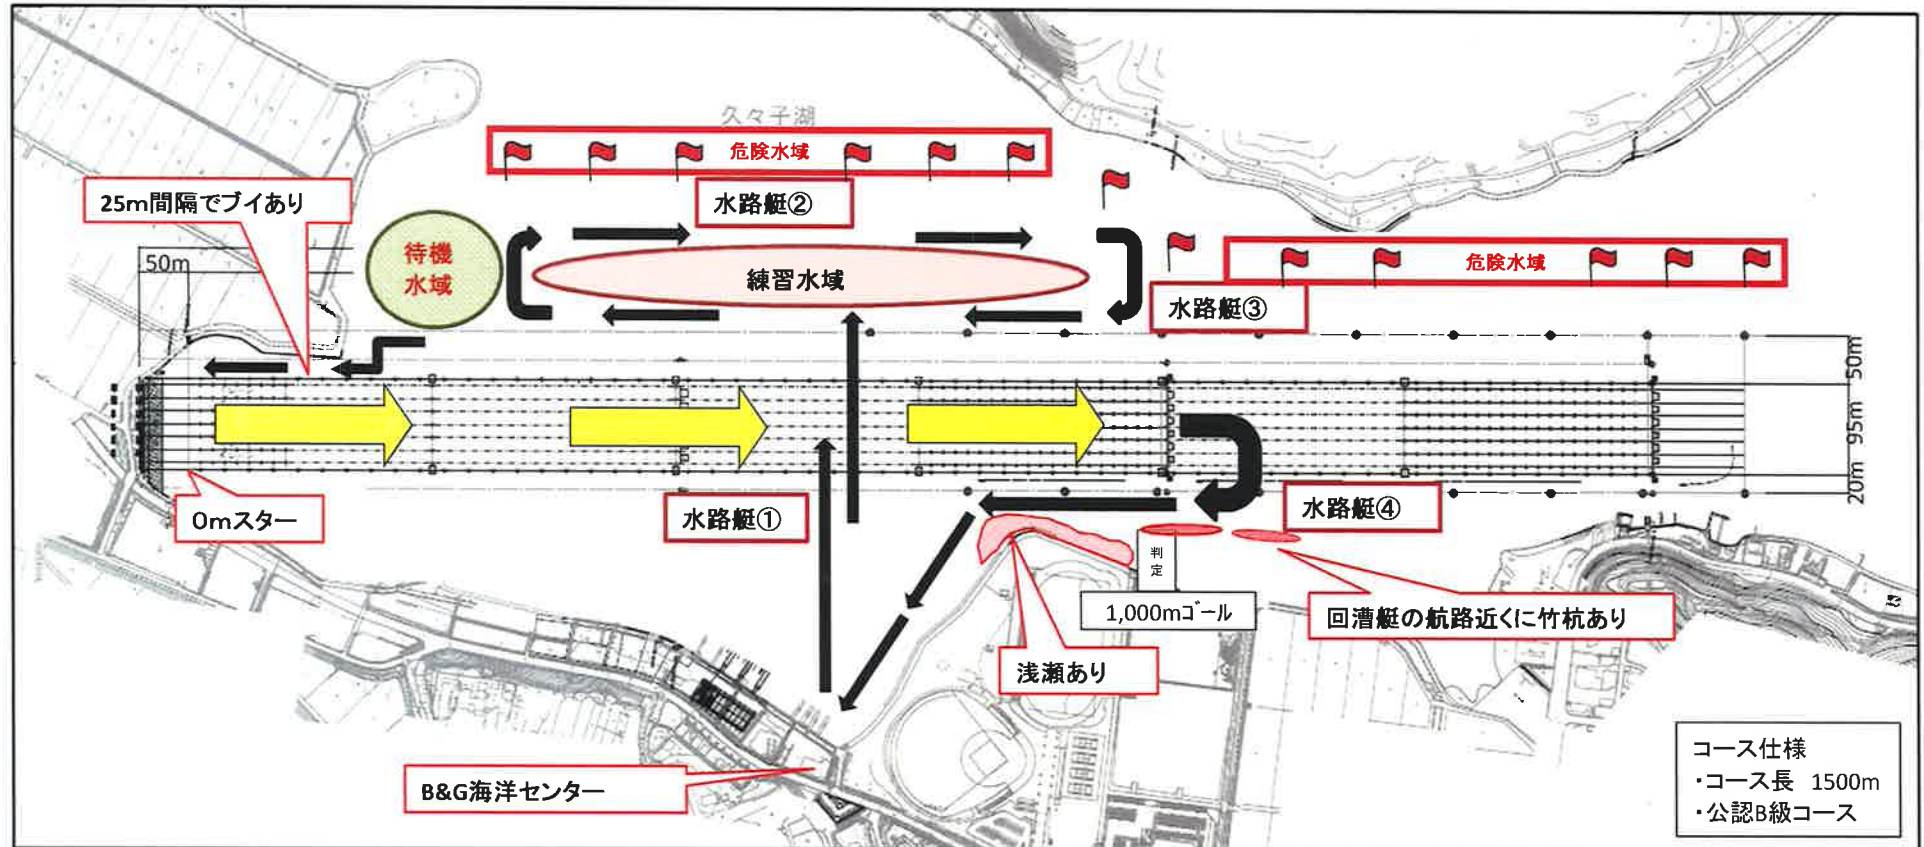 久々子湖
危険水域
25m間隔でブイあり
水路艇②
待機
水域
練習水域
危険水域
50m
水路艇③
50m
95m
20m
0mスター
水路艇①
水路艇④
判
定
1,000mゴール
回漕艇の航路近くに竹杭あり
浅瀬あり
B&G海洋センター
コース仕様
・コース長 1500m
・公認B級コース